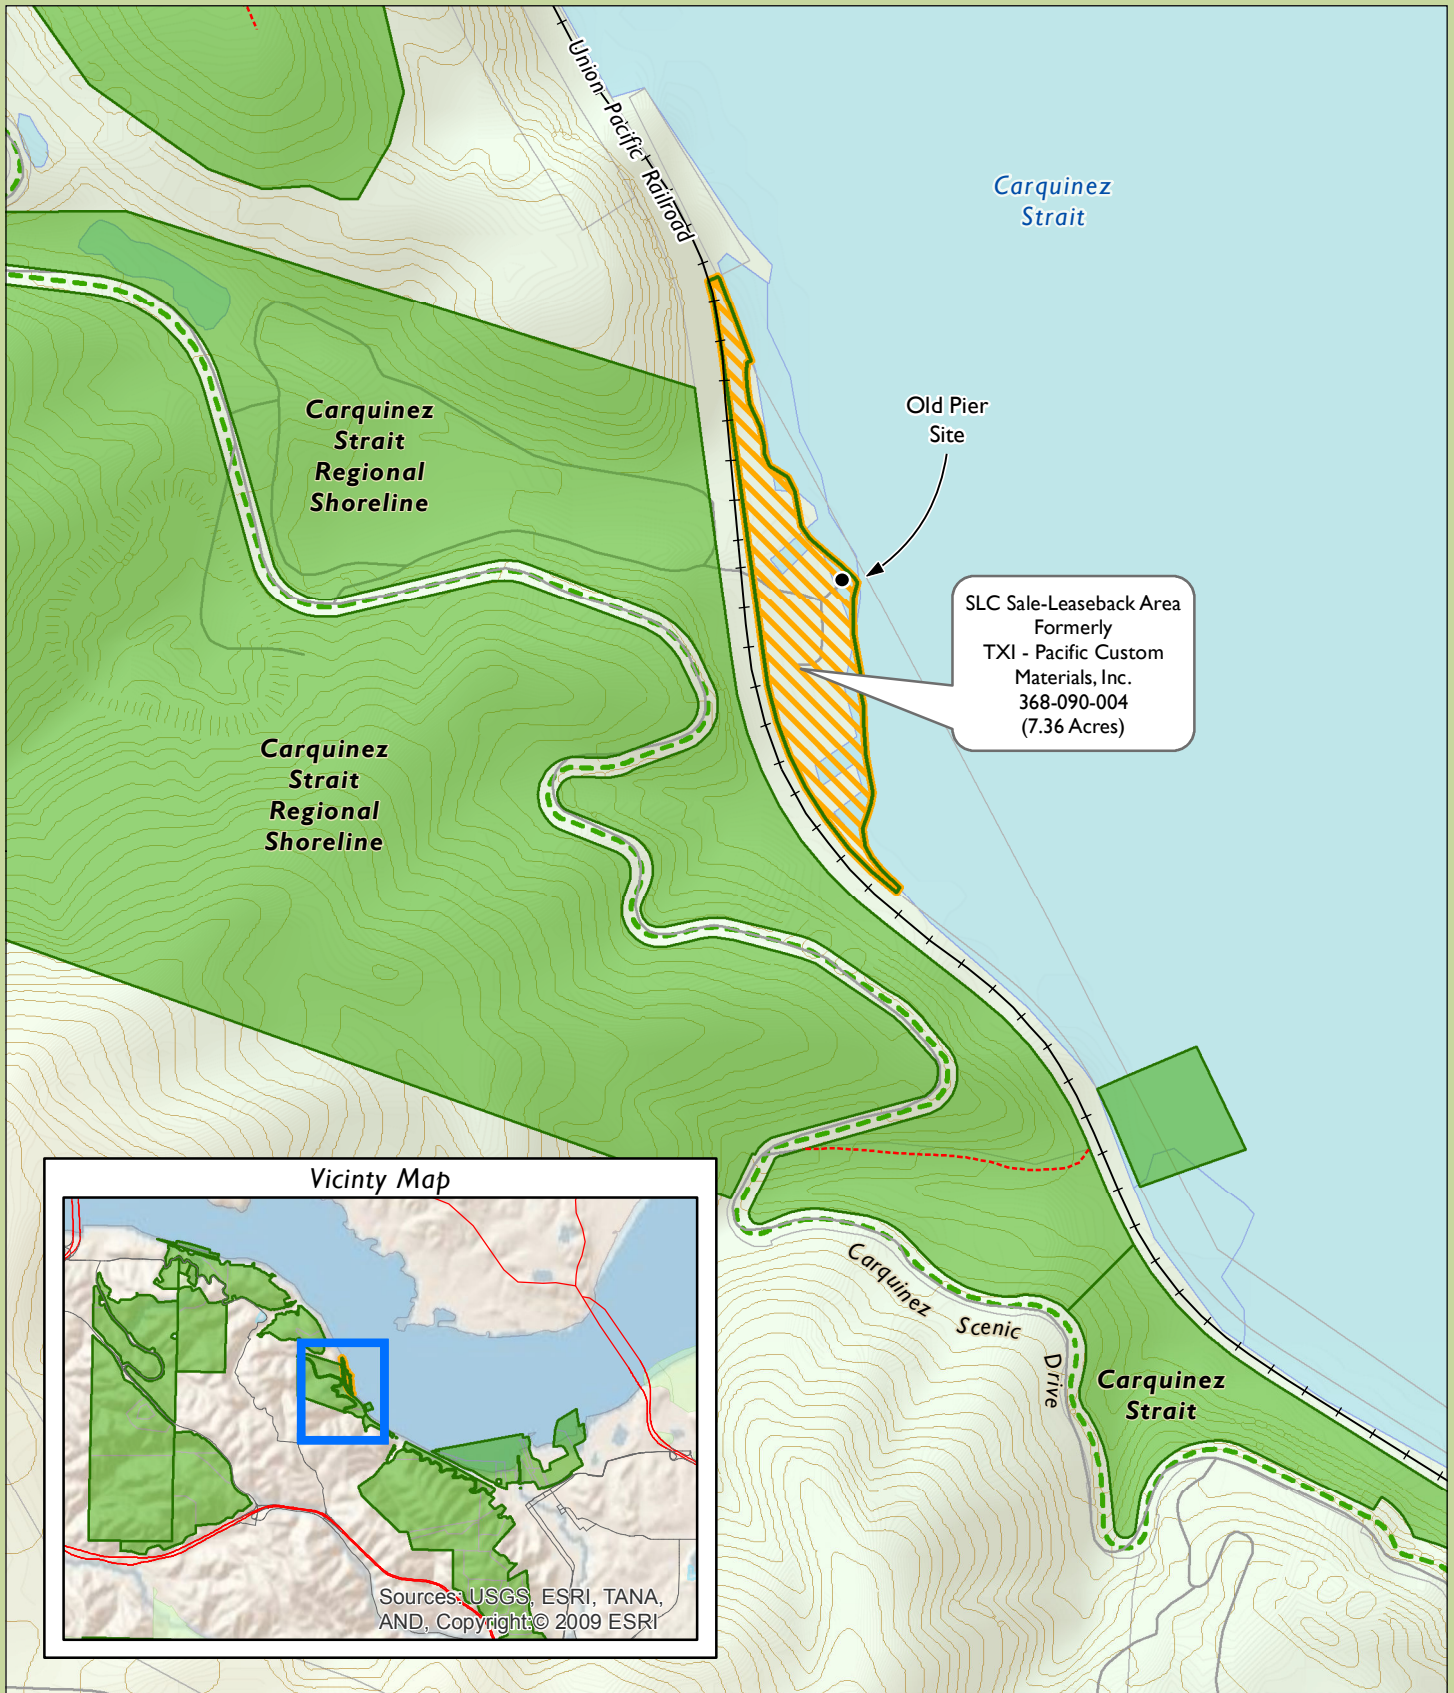 Union Pacific Railroad
Carquinez
Strait
Old Pier
Site
Carquinez
Strait
Regional
Shoreline
SLC Sale-Leaseback Area
Formerly
TXI - Pacific Custom
Materials, Inc.
368-090-004
(7.36 Acres)
Carquinez
Strait
Regional
Shoreline
Carquinez Scenic Drive
Carquinez
Strait
Vicinty Map
Sources: USGS, ESRI, TANA,
AND, Copyright:© 2009 ESRI